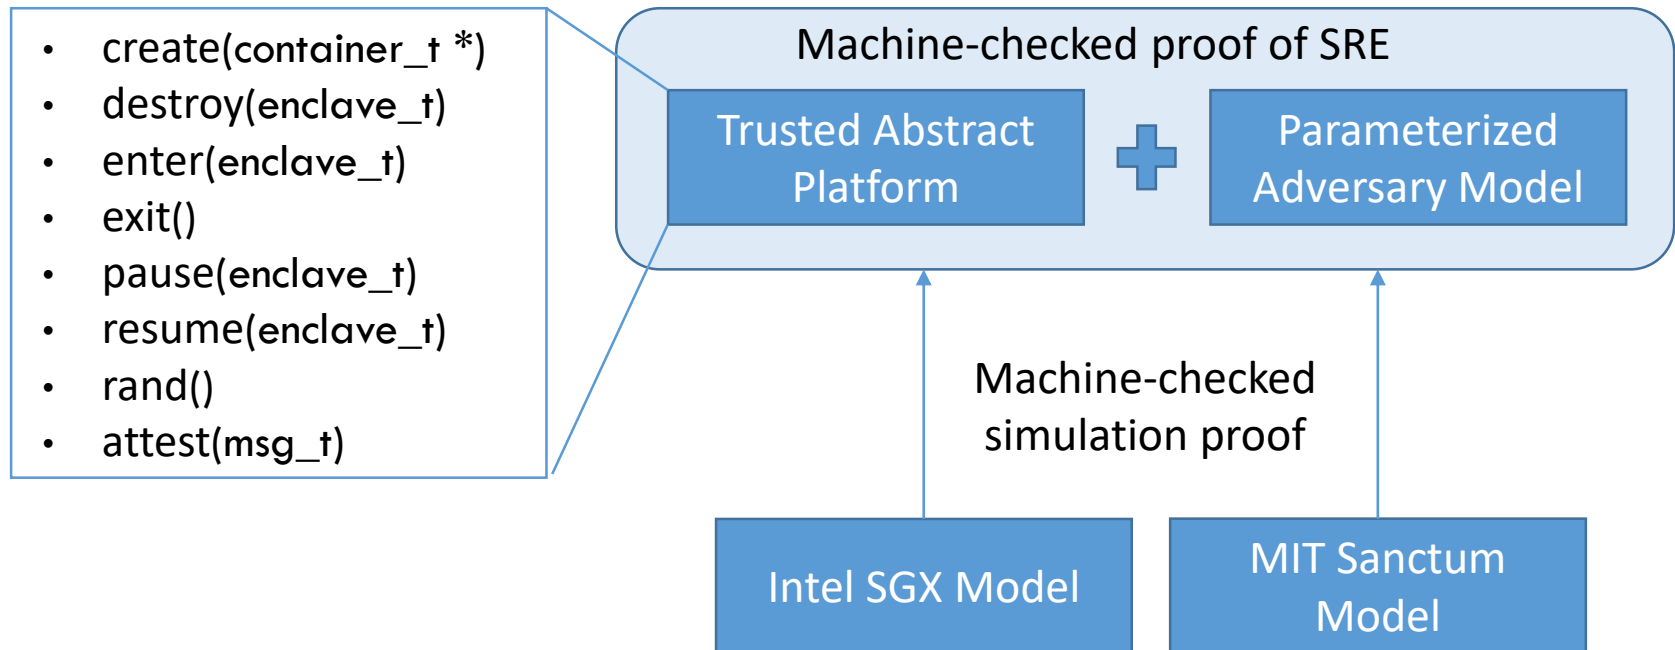 • create(container_t *)
• destroy(enclave_t)
• enter(enclave_t)
• exit()
• pause(enclave_t)
• resume(enclave_t)
• rand()
• attest(msg_t)
Machine-checked proof of SRE
Trusted Abstract
Platform
Parameterized
Adversary Model
Machine-checked
simulation proof
Intel SGX Model
MIT Sanctum
Model